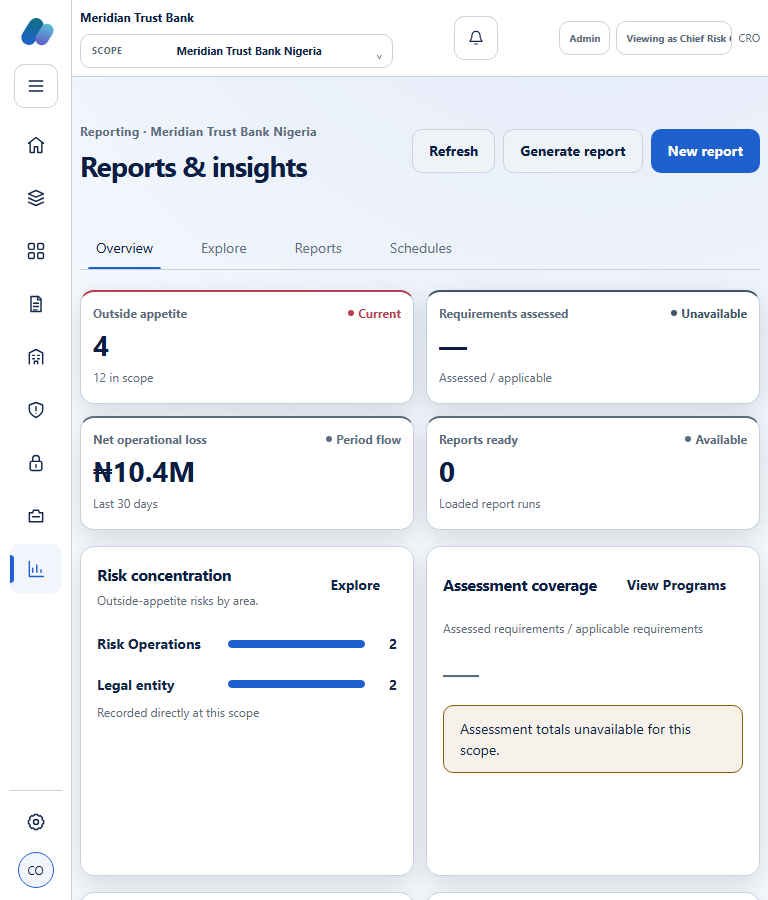 Meridian Trust Bank
SCOPE Meridian Trust Bank Nigeria
Admin
Viewing as Chief Risk
CRO
Reporting · Meridian Trust Bank Nigeria
Reports & insights
Refresh
Generate report
New report
Overview
Explore
Reports
Schedules
Outside appetite
Current
4
12 in scope
Requirements assessed
Unavailable
—
Assessed / applicable
Net operational loss
Period flow
₦10.4M
Last 30 days
Reports ready
Available
0
Loaded report runs
Risk concentration
Outside-appetite risks by area.
Explore
Risk Operations 2
Legal entity 2
Recorded directly at this scope
Assessment coverage
View Programs
Assessed requirements / applicable requirements
—
Assessment totals unavailable for this
scope.
CO